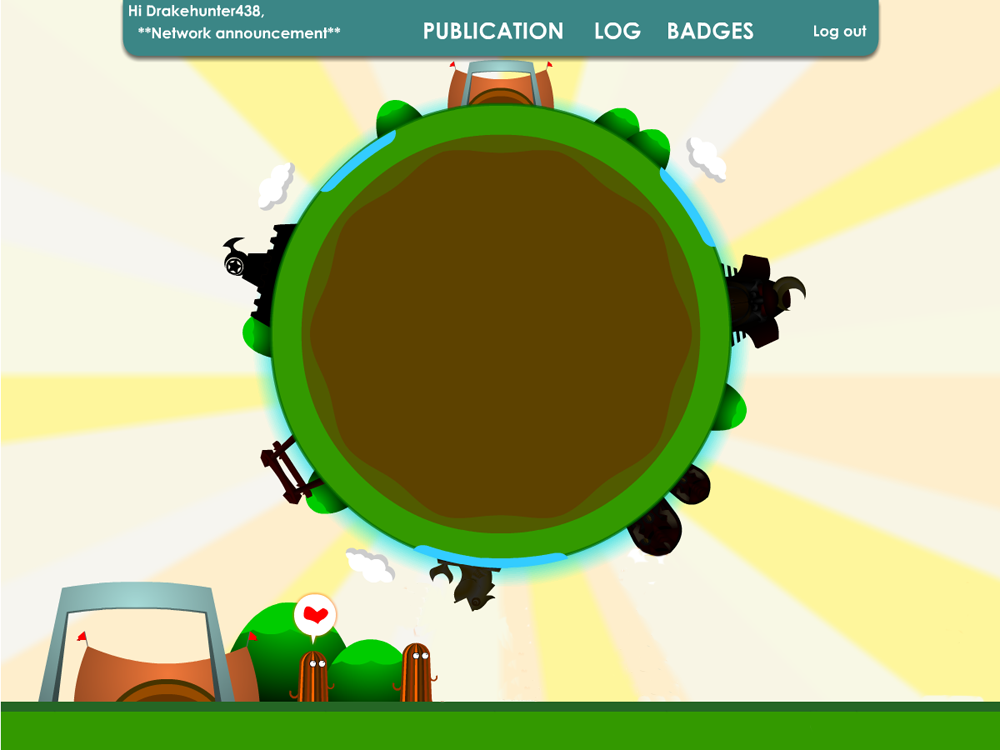 Hi Drakehunter438,
**Network announcement**
PUBLICATION LOG BADGES Log out